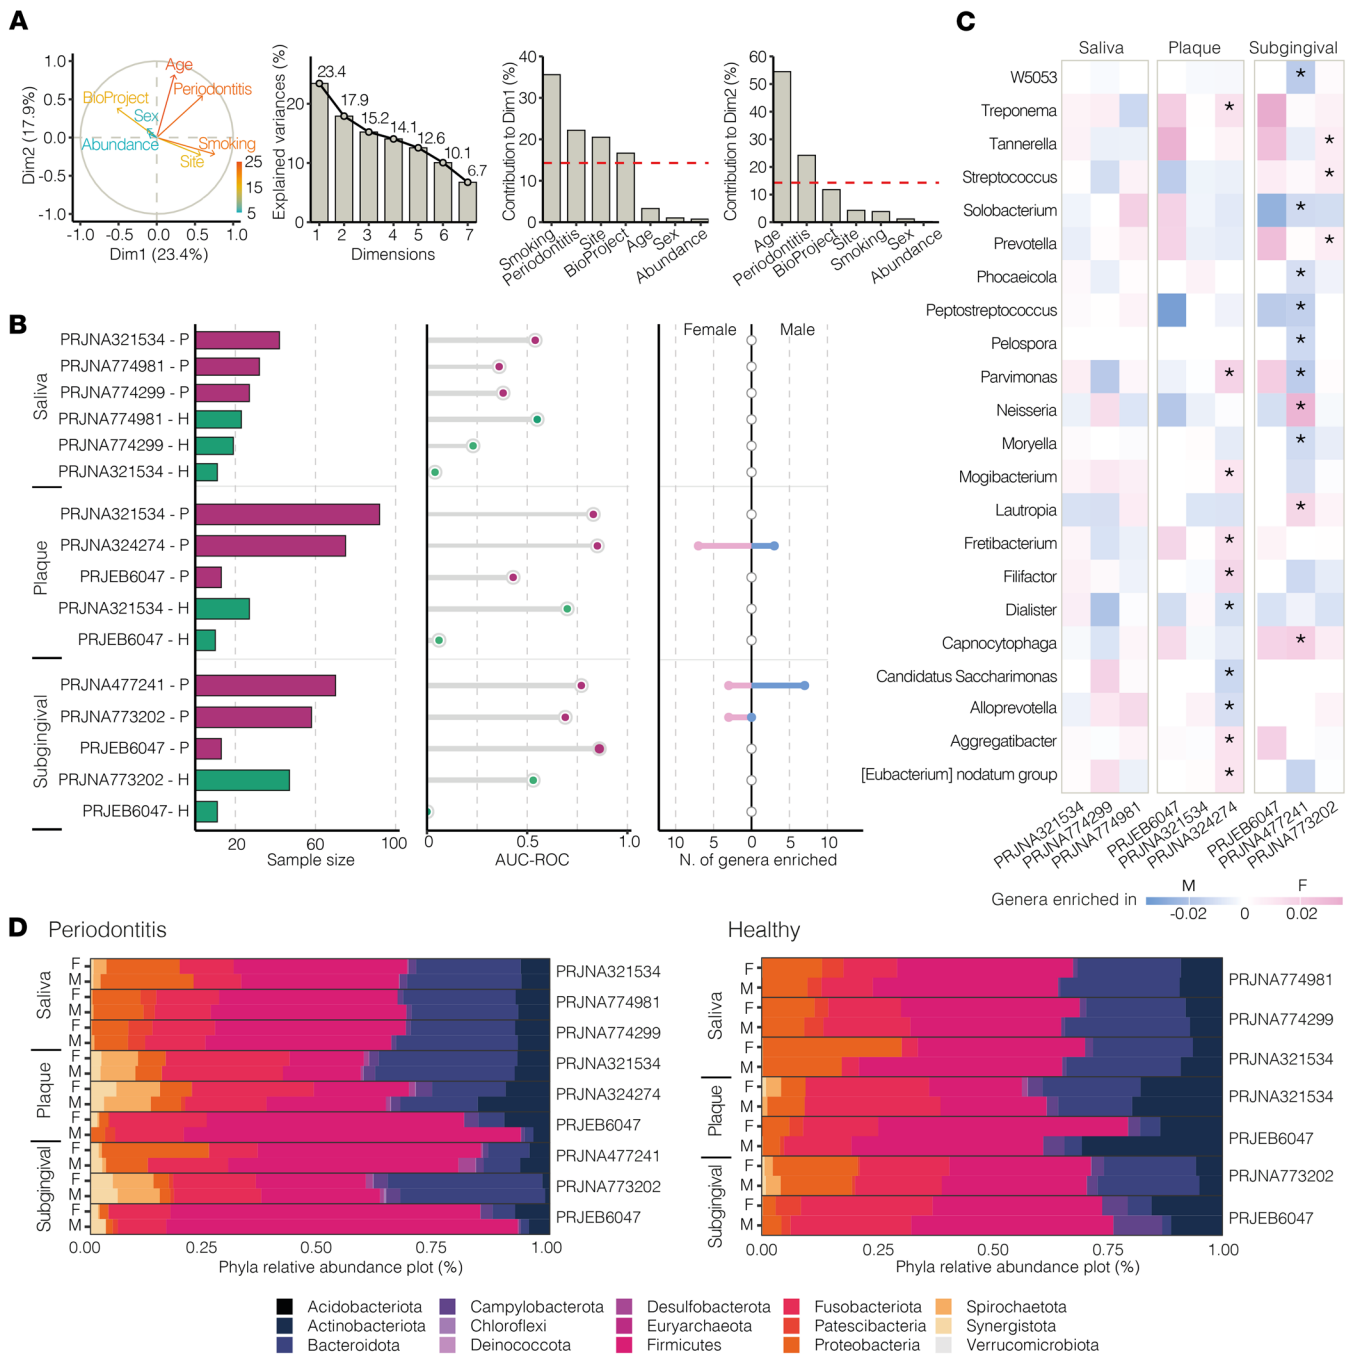 A
1.0
0.5
0.0
-0.5
-1.0
Dim2 (17.9%)
Age
Periodontitis
BioProject
Sex
Abundance
Smoking
Site
25
15
5
-1.0 -0.5 0.0 0.5 1.0
Dim1 (23.4%)
Explained variances (%)
20
10
0
23.4
17.9
15.2
14.1
12.6
10.1
6.7
1 2 3 4 5 6 7
Dimensions
Contribution to Dim1 (%)
40
30
20
10
0
Smoking
Periodontitis
Site
BioProject
Age
Sex
Abundance
Contribution to Dim2 (%)
60
50
40
30
20
10
0
Age
Periodontitis
BioProject
Site
Smoking
Sex
Abundance
B
Saliva
PRJNA321534 - P
PRJNA774981 - P
PRJNA774299 - P
PRJNA774981 - H
PRJNA774299 - H
PRJNA321534 - H
Plaque
PRJNA321534 - P
PRJNA324274 - P
PRJEB6047 - P
PRJNA321534 - H
PRJEB6047 - H
Subgingival
PRJNA477241 - P
PRJNA773202 - P
PRJEB6047 - P
PRJNA773202 - H
PRJEB6047- H
20 60 100
Sample size
0 0.5 1.0
AUC-ROC
Female Male
10 5 0 5 10
N. of genera enriched
C
Saliva Plaque Subgingival
W5053 *
Treponema *
Tannerella *
Streptococcus *
Solobacterium *
Prevotella *
Phocaeicola *
Peptostreptococcus *
Pelospora *
Parvimonas * *
Neisseria *
Moryella *
Mogibacterium *
Lautropia *
Fretibacterium *
Filifactor *
Dialister *
Capnocytophaga *
Candidatus Saccharimonas *
Alloprevotella *
Aggregatibacter *
[Eubacterium] nodatum group *
PRJNA321534
PRJNA774299
PRJNA774981
PRJEB6047
PRJNA321534
PRJNA324274
PRJEB6047
PRJNA477241
PRJNA773202
M F
Genera enriched in
-0.02 0 0.02
D
Periodontitis
Saliva
F
M
PRJNA321534
F
M
PRJNA774981
F
M
PRJNA774299
Plaque
F
M
PRJNA321534
F
M
PRJNA324274
F
M
PRJEB6047
Subgingival
F
M
PRJNA477241
F
M
PRJNA773202
F
M
PRJEB6047
0.00 0.25 0.50 0.75 1.00
Phyla relative abundance plot (%)
Healthy
Saliva
F
M
PRJNA774981
F
M
PRJNA774299
F
M
PRJNA321534
Plaque
F
M
PRJNA321534
F
M
PRJEB6047
Subgingival
F
M
PRJNA773202
F
M
PRJEB6047
0.00 0.25 0.50 0.75 1.00
Phyla relative abundance plot (%)
Acidobacteriota Campylobacterota Desulfobacterota Fusobacteriota Spirochaetota
Actinobacteriota Chloroflexi Euryarchaeota Patescibacteria Synergistota
Bacteroidota Deinococcota Firmicutes Proteobacteria Verrucomicrobiota